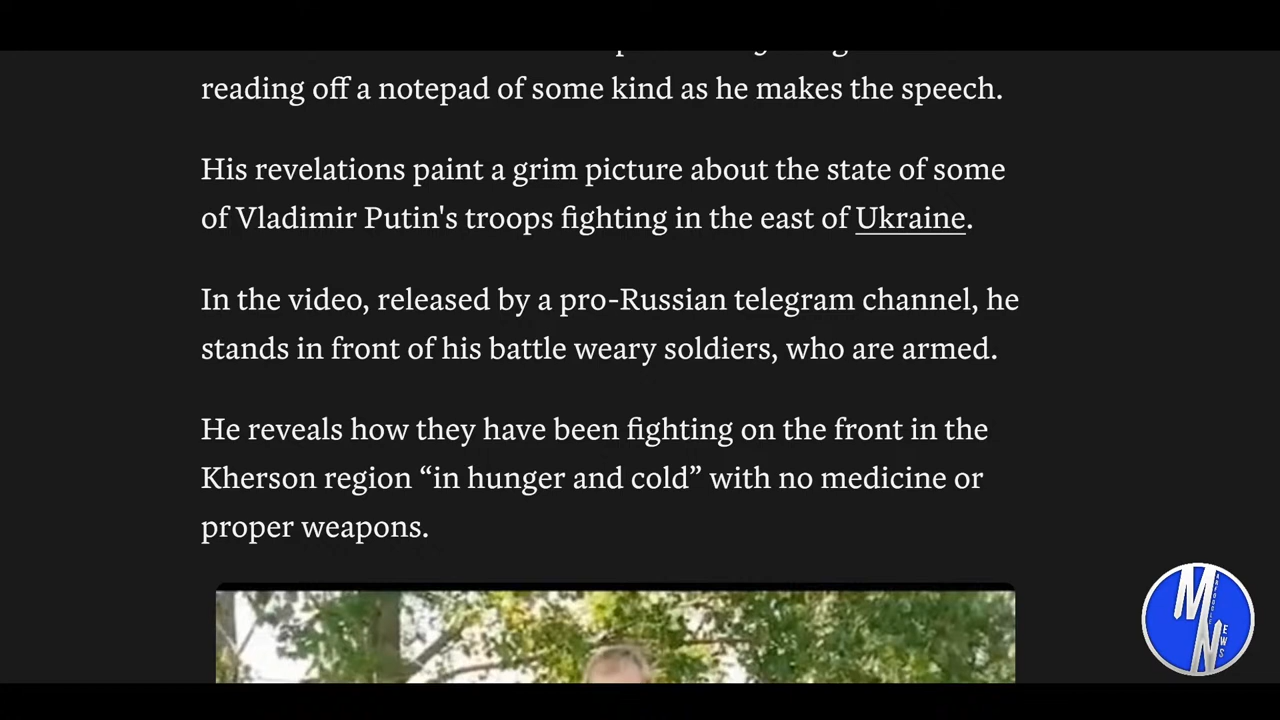 reading off a notepad of some kind as he makes the speech.
His revelations paint a grim picture about the state of some
of Vladimir Putin's troops fighting in the east of Ukraine.
In the video, released by a pro-Russian telegram channel, he
stands in front of his battle weary soldiers, who are armed.
He reveals how they have been fighting on the front in the
Kherson region “in hunger and cold” with no medicine or
proper weapons.